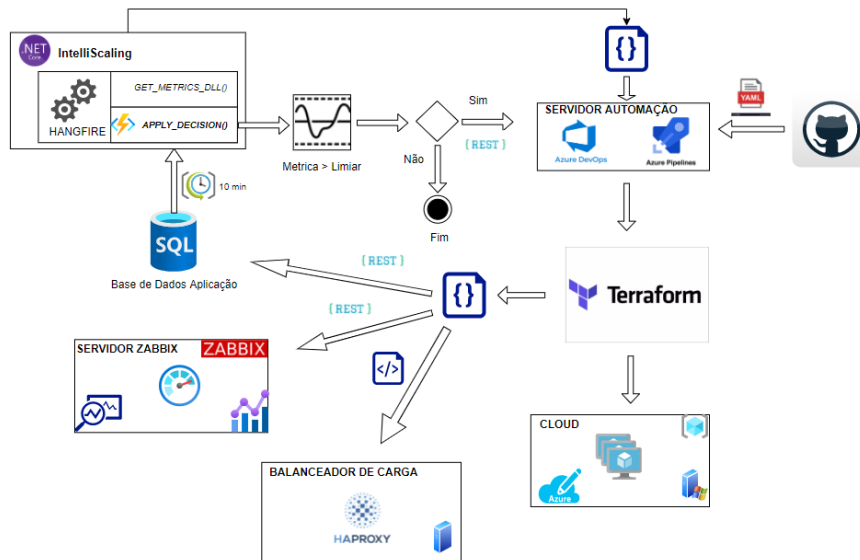 .NET
Core
IntelliScaling
GET_METRICS_DLL()
HANGFIRE
APPLY_DECISION()
Metrica > Limiar
Sim
Não
{ REST }
Fim
{}
SERVIDOR AUTOMAÇÃO
Azure DevOps
Azure Pipelines
YAML
10 min
SQL
Base de Dados Aplicação
{ REST }
{ REST }
{}
Terraform
SERVIDOR ZABBIX
ZABBIX
</>
BALANCEADOR DE CARGA
HAPROXY
CLOUD
Azure